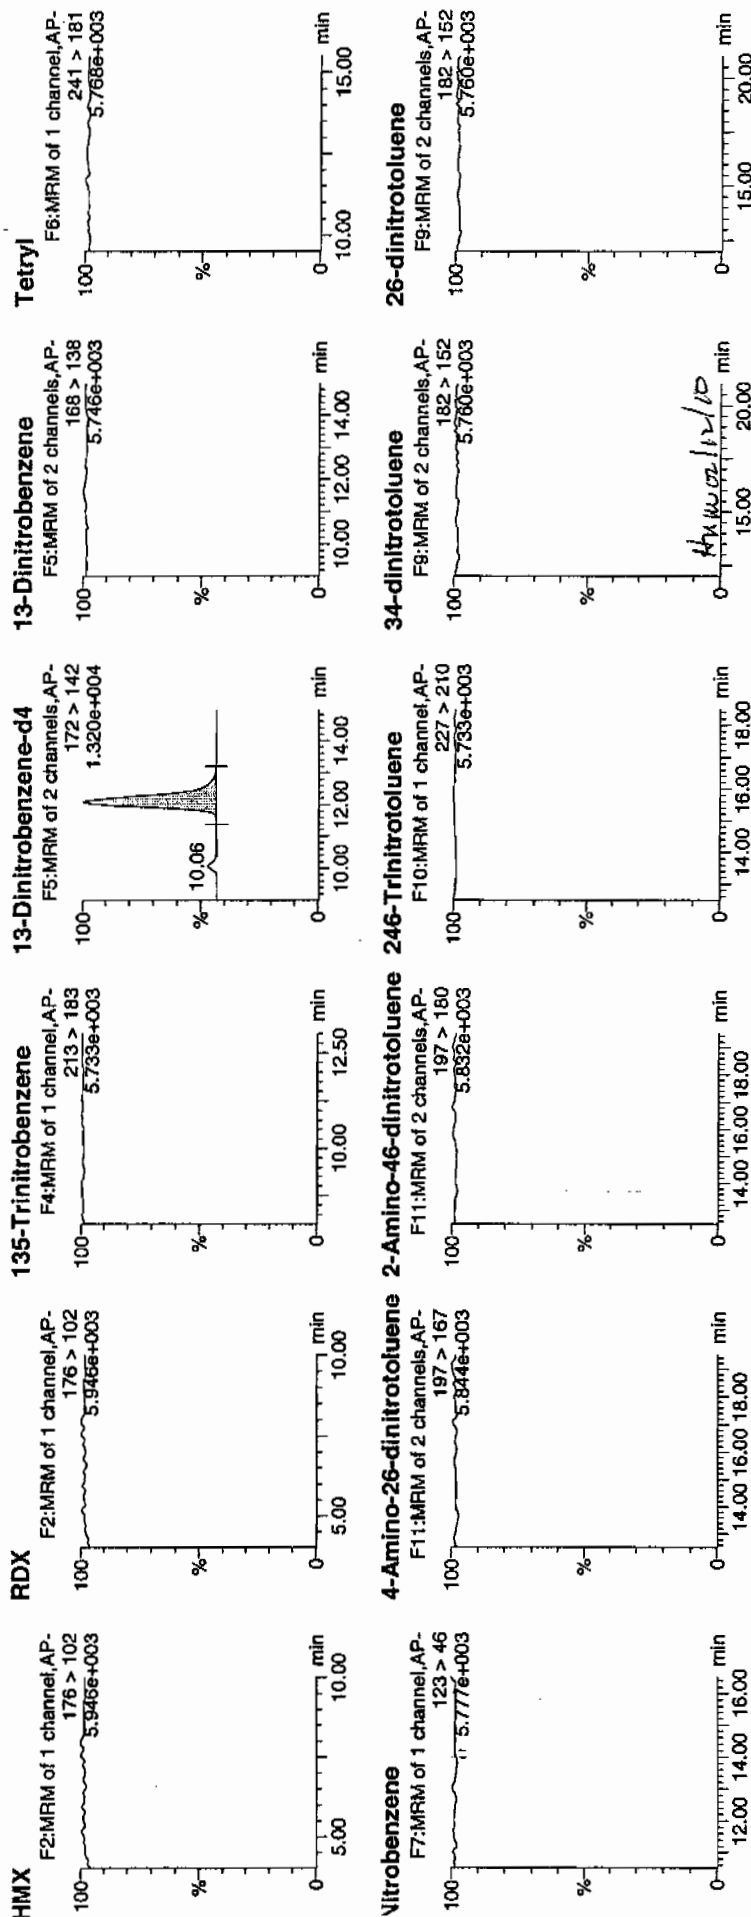 HMX
F2:MRM of 1 channel,AP-
176 > 102
5.946e+003
100
%
0
5.00 10.00 min
RDX
F2:MRM of 1 channel,AP-
176 > 102
5.946e+003
100
%
0
5.00 10.00 min
135-Trinitrobenzene
F4:MRM of 1 channel,AP-
213 > 183
5.733e+003
100
%
0
10.00 12.50 min
13-Dinitrobenzene-d4
F5:MRM of 2 channels,AP-
172 > 142
1.320e+004
100
%
10.06
0
10.00 12.00 14.00 min
13-Dinitrobenzene
F5:MRM of 2 channels,AP-
168 > 138
5.746e+003
100
%
0
10.00 12.00 14.00 min
Tetryl
F6:MRM of 1 channel,AP-
241 > 181
5.768e+003
100
%
0
10.00 15.00 min
Nitrobenzene
F7:MRM of 1 channel,AP-
123 > 46
5.777e+003
100
%
0
12.00 14.00 16.00 min
4-Amino-26-dinitrotoluene
F11:MRM of 2 channels,AP-
197 > 167
5.844e+003
100
%
0
14.00 16.00 18.00 min
2-Amino-46-dinitrotoluene
F11:MRM of 2 channels,AP-
197 > 180
5.832e+003
100
%
0
14.00 16.00 18.00 min
246-Trinitrotoluene
F10:MRM of 1 channel,AP-
227 > 210
5.733e+003
100
%
0
14.00 16.00 18.00 min
34-dinitrotoluene
F9:MRM of 2 channels,AP-
182 > 152
5.760e+003
100
%
02/12/10
0
15.00 20.00 min
26-dinitrotoluene
F9:MRM of 2 channels,AP-
182 > 152
5.760e+003
100
%
0
15.00 20.00 min